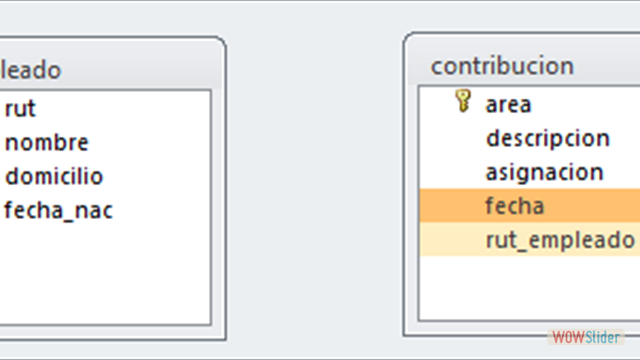 leado
rut
nombre
domicilio
fecha_nac
contribucion
area
descripcion
asignacion
fecha
rut_empleado
WOWSlider